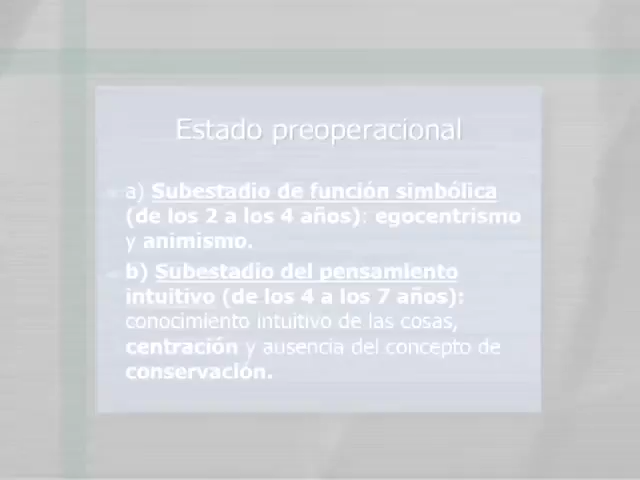 Estado preoperacional
a) Subestadio de función simbólica
(de los 2 a los 4 años): egocentrismo
y animismo.
b) Subestadio del pensamiento
intuitivo (de los 4 a los 7 años):
conocimiento intuitivo de las cosas,
centración y ausencia del concepto de
conservación.